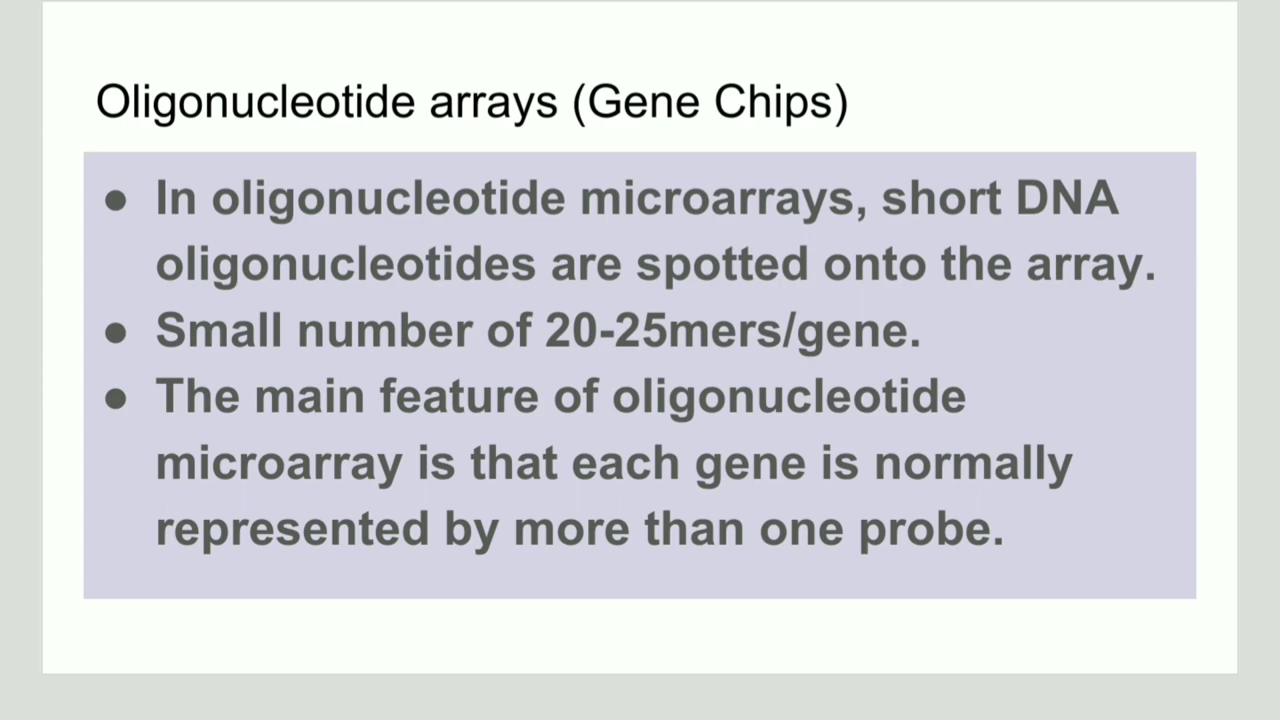 Oligonucleotide arrays (Gene Chips)
● In oligonucleotide microarrays, short DNA
oligonucleotides are spotted onto the array.
● Small number of 20-25mers/gene.
● The main feature of oligonucleotide
microarray is that each gene is normally
represented by more than one probe.